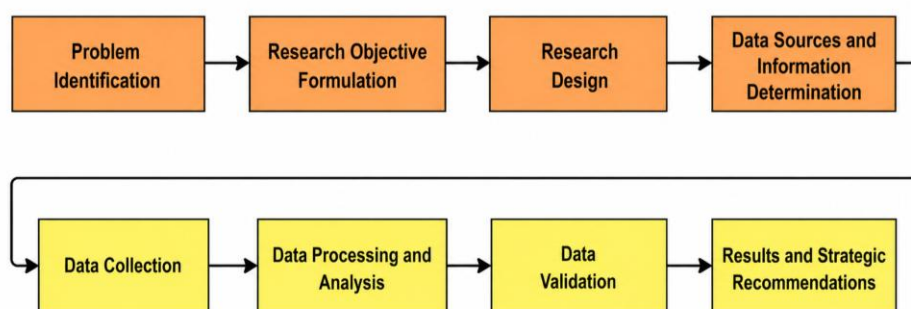 Problem
Identification
Research Objective
Formulation
Research
Design
Data Sources and
Information
Determination
Data Collection
Data Processing and
Analysis
Data
Validation
Results and Strategic
Recommendations